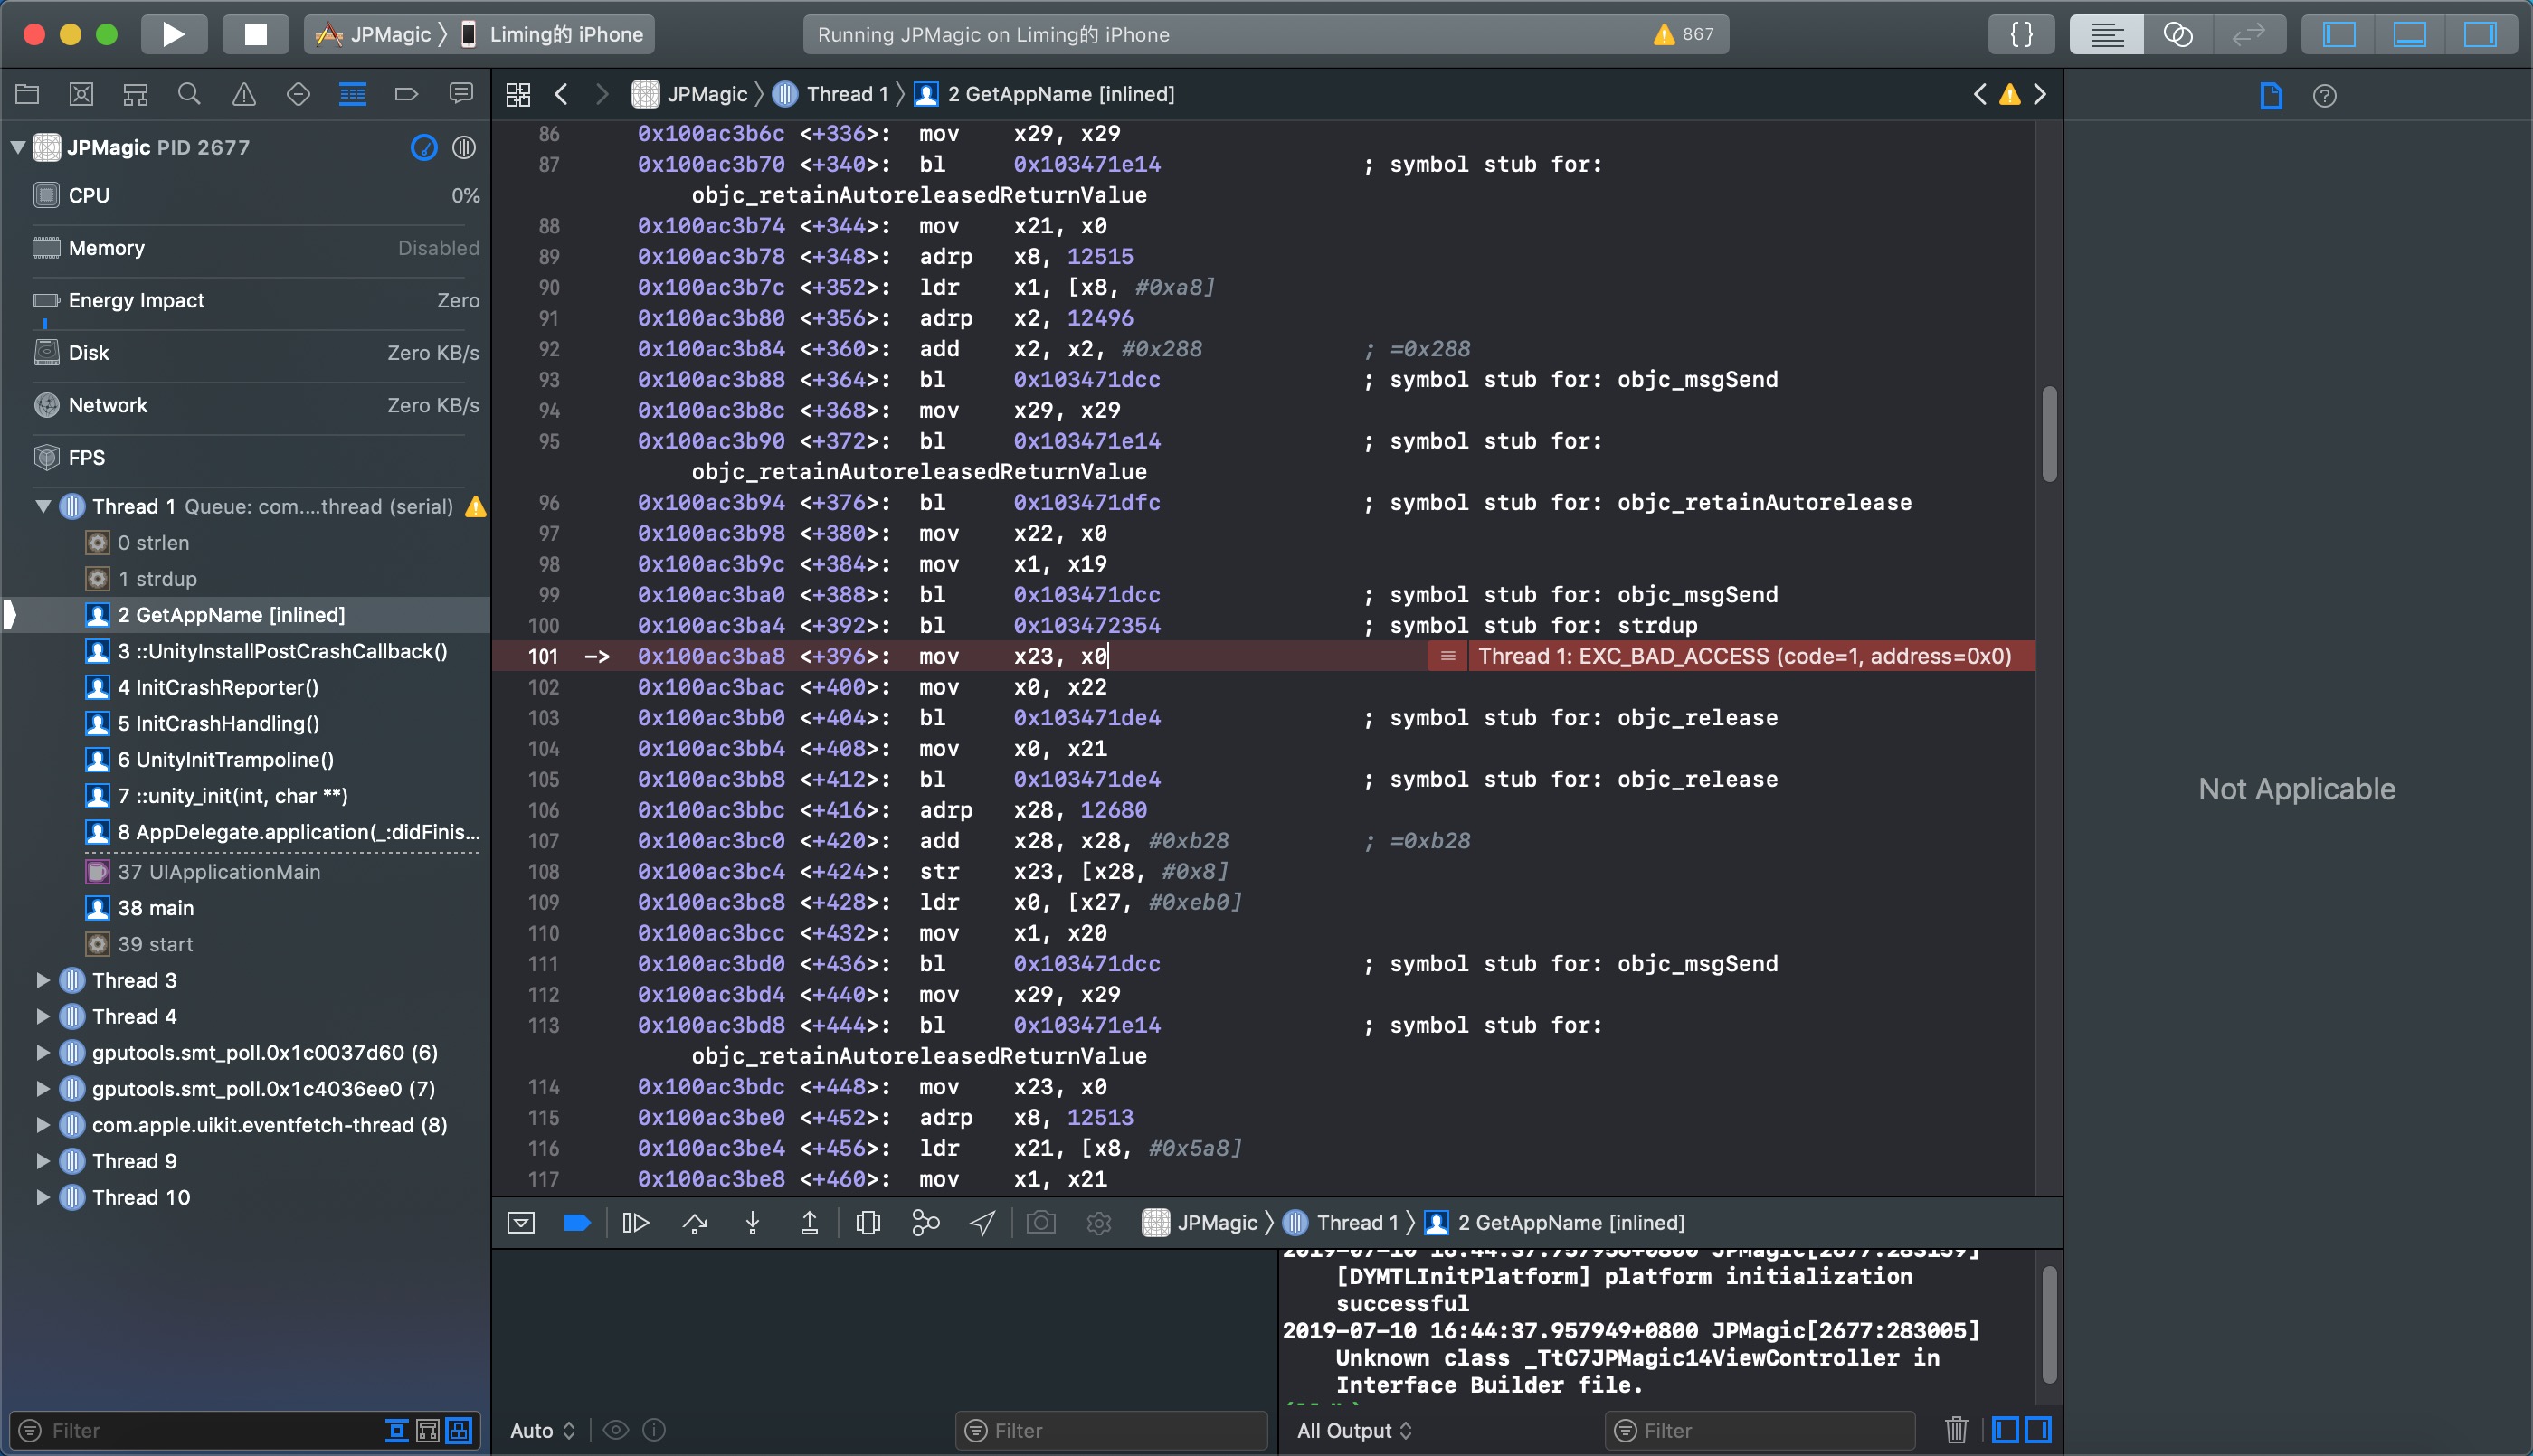 JPMagic 〉 Liming的 iPhone
Running JPMagic on Liming的 iPhone
867
{ }
JPMagic PID 2677
CPU 0%
Memory Disabled
Energy Impact Zero
Disk Zero KB/s
Network Zero KB/s
FPS
Thread 1 Queue: com....thread (serial)
0 strlen
1 strdup
2 GetAppName [inlined]
3 ::UnityInstallPostCrashCallback()
4 InitCrashReporter()
5 InitCrashHandling()
6 UnityInitTrampoline()
7 ::unity_init(int, char **)
8 AppDelegate.application(_:didFinis...
37 UIApplicationMain
38 main
39 start
Thread 3
Thread 4
gputools.smt_poll.0x1c0037d60 (6)
gputools.smt_poll.0x1c4036ee0 (7)
com.apple.uikit.eventfetch-thread (8)
Thread 9
Thread 10
Filter
JPMagic 〉 Thread 1 〉 2 GetAppName [inlined]
86 0x100ac3b6c <+336>: mov x29, x29
87 0x100ac3b70 <+340>: bl 0x103471e14 ; symbol stub for:
objc_retainAutoreleasedReturnValue
88 0x100ac3b74 <+344>: mov x21, x0
89 0x100ac3b78 <+348>: adrp x8, 12515
90 0x100ac3b7c <+352>: ldr x1, [x8, #0xa8]
91 0x100ac3b80 <+356>: adrp x2, 12496
92 0x100ac3b84 <+360>: add x2, x2, #0x288 ; =0x288
93 0x100ac3b88 <+364>: bl 0x103471dcc ; symbol stub for: objc_msgSend
94 0x100ac3b8c <+368>: mov x29, x29
95 0x100ac3b90 <+372>: bl 0x103471e14 ; symbol stub for:
objc_retainAutoreleasedReturnValue
96 0x100ac3b94 <+376>: bl 0x103471dfc ; symbol stub for: objc_retainAutorelease
97 0x100ac3b98 <+380>: mov x22, x0
98 0x100ac3b9c <+384>: mov x1, x19
99 0x100ac3ba0 <+388>: bl 0x103471dcc ; symbol stub for: objc_msgSend
100 0x100ac3ba4 <+392>: bl 0x103472354 ; symbol stub for: strdup
101 -> 0x100ac3ba8 <+396>: mov x23, x0 Thread 1: EXC_BAD_ACCESS (code=1, address=0x0)
102 0x100ac3bac <+400>: mov x0, x22
103 0x100ac3bb0 <+404>: bl 0x103471de4 ; symbol stub for: objc_release
104 0x100ac3bb4 <+408>: mov x0, x21
105 0x100ac3bb8 <+412>: bl 0x103471de4 ; symbol stub for: objc_release
106 0x100ac3bbc <+416>: adrp x28, 12680
107 0x100ac3bc0 <+420>: add x28, x28, #0xb28 ; =0xb28
108 0x100ac3bc4 <+424>: str x23, [x28, #0x8]
109 0x100ac3bc8 <+428>: ldr x0, [x27, #0xeb0]
110 0x100ac3bcc <+432>: mov x1, x20
111 0x100ac3bd0 <+436>: bl 0x103471dcc ; symbol stub for: objc_msgSend
112 0x100ac3bd4 <+440>: mov x29, x29
113 0x100ac3bd8 <+444>: bl 0x103471e14 ; symbol stub for:
objc_retainAutoreleasedReturnValue
114 0x100ac3bdc <+448>: mov x23, x0
115 0x100ac3be0 <+452>: adrp x8, 12513
116 0x100ac3be4 <+456>: ldr x21, [x8, #0x5a8]
117 0x100ac3be8 <+460>: mov x1, x21
JPMagic 〉 Thread 1 〉 2 GetAppName [inlined]
2019-07-10 16:44:37.757956+0800 JPMagic[2677:283159]
[DYMTLInitPlatform] platform initialization
successful
2019-07-10 16:44:37.957949+0800 JPMagic[2677:283005]
Unknown class _TtC7JPMagic14ViewController in
Interface Builder file.
Auto
Filter
All Output
Filter
Not Applicable